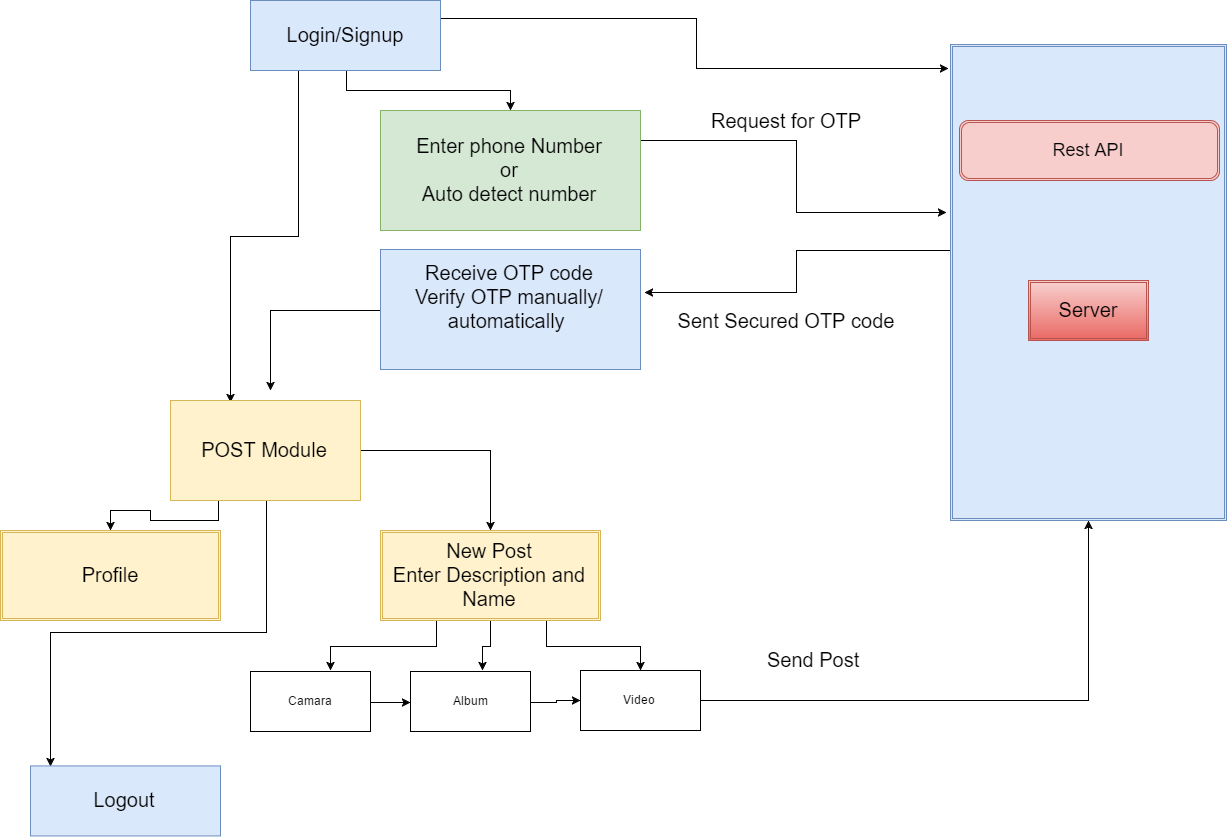 Login/Signup
Request for OTP
Enter phone Number
or
Auto detect number
Rest API
Receive OTP code
Verify OTP manually/
automatically
Sent Secured OTP code
Server
POST Module
Profile
New Post
Enter Description and
Name
Send Post
Camara
Album
Video
Logout